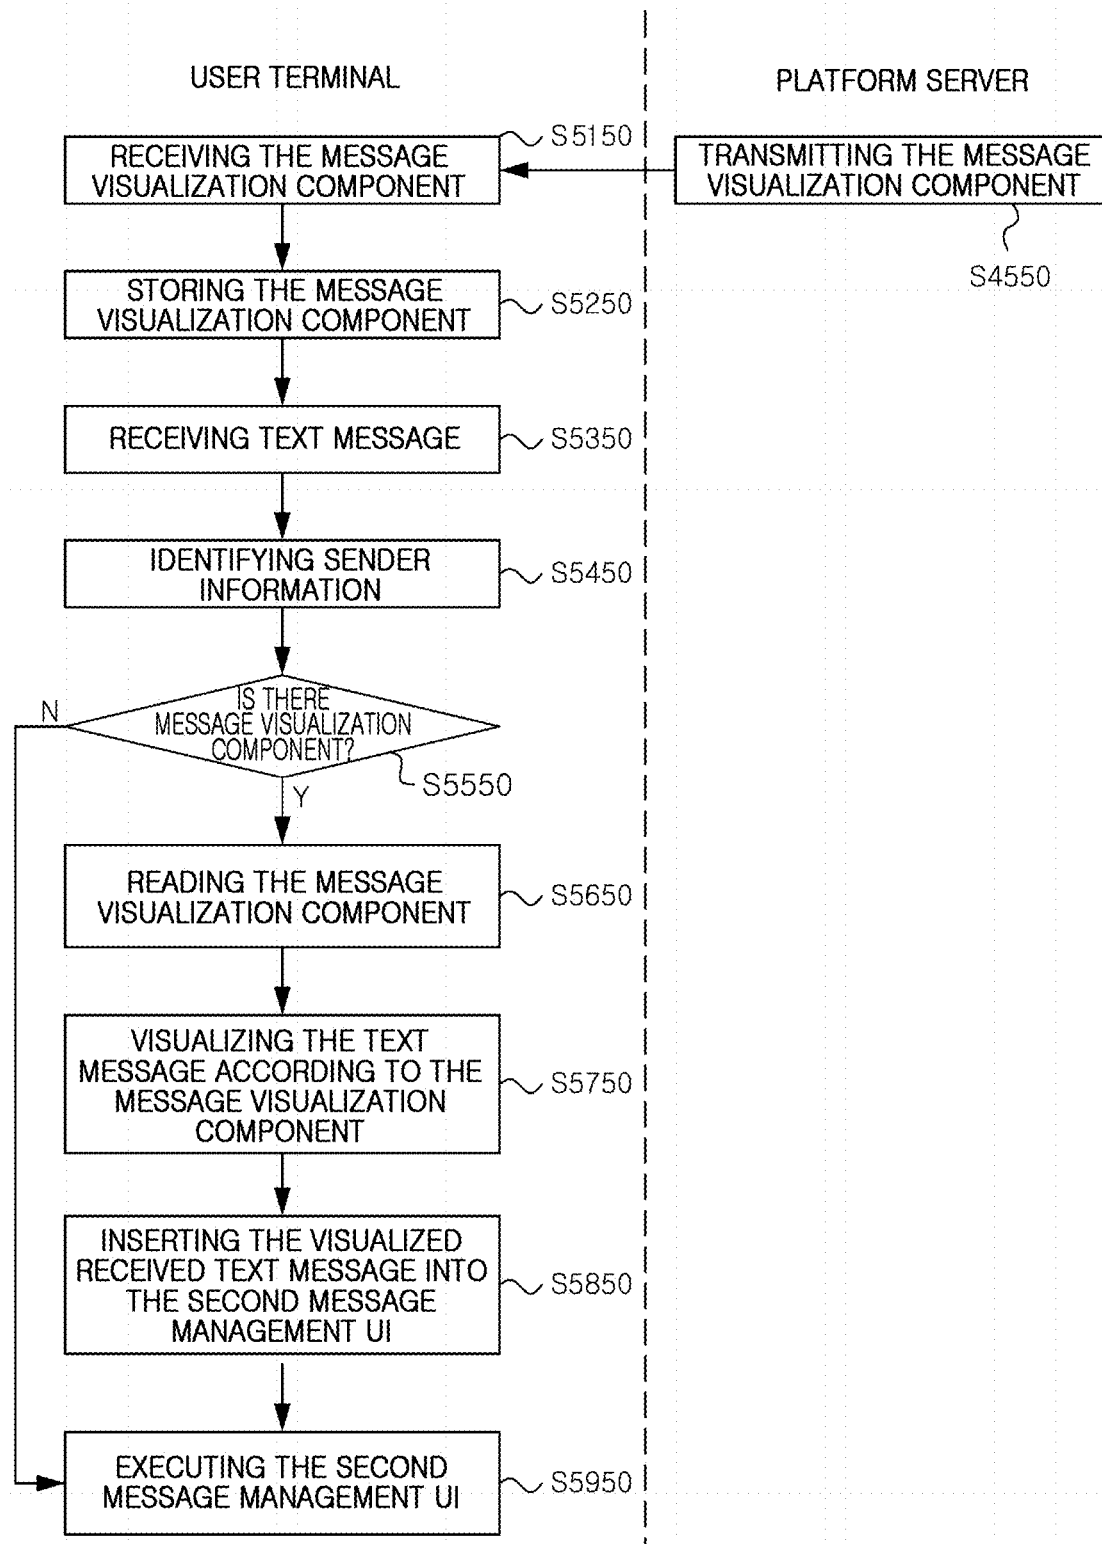 USER TERMINAL
PLATFORM SERVER
RECEIVING THE MESSAGE
VISUALIZATION COMPONENT
S5150
TRANSMITTING THE MESSAGE
VISUALIZATION COMPONENT
S4550
STORING THE MESSAGE
VISUALIZATION COMPONENT
S5250
RECEIVING TEXT MESSAGE
S5350
IDENTIFYING SENDER
INFORMATION
S5450
IS THERE
MESSAGE VISUALIZATION
COMPONENT?
N
S5550
Y
READING THE MESSAGE
VISUALIZATION COMPONENT
S5650
VISUALIZING THE TEXT
MESSAGE ACCORDING TO THE
MESSAGE VISUALIZATION
COMPONENT
S5750
INSERTING THE VISUALIZED
RECEIVED TEXT MESSAGE INTO
THE SECOND MESSAGE
MANAGEMENT UI
S5850
EXECUTING THE SECOND
MESSAGE MANAGEMENT UI
S5950